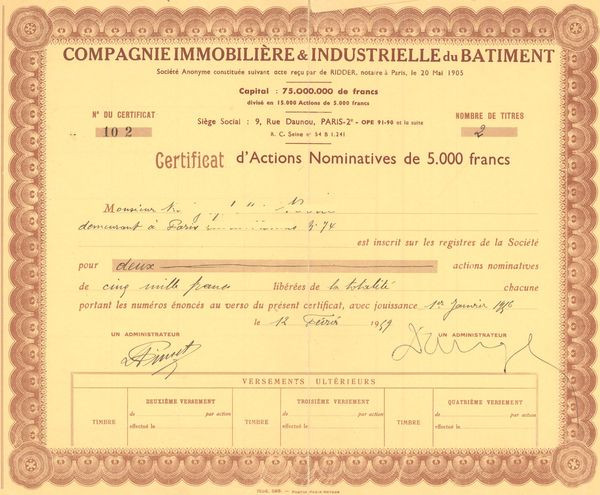 COMPAGNIE IMMOBILIÈRE & INDUSTRIELLE du BATIMENT
Société Anonyme constituée suivant acte reçu par de RIDDER, notaire à Paris, le 20 Mai 1905
Capital : 75.000.000 de francs
divisé en 15.000 Actions de 5.000 francs
N° DU CERTIFICAT
102
Siège Social : 9, Rue Daunou, PARIS-2e - OPE 91-90 et la suite
R. C. Seine n° 54 B 1.241
NOMBRE DE TITRES
2
Certificat d'Actions Nominatives de 5.000 francs
Monsieur
demeurant à Paris
est inscrit sur les registres de la Société
pour deux actions nominatives
de cinq mille francs libérées de la totalité chacune
portant les numéros énoncés au verso du présent certificat, avec jouissance 1er Janvier
le 12 1959
UN ADMINISTRATEUR
UN ADMINISTRATEUR
VERSEMENTS ULTÉRIEURS
TIMBRE
DEUXIÈME VERSEMENT
de par action
effectué le
TIMBRE
TROISIÈME VERSEMENT
de par action
effectué le
TIMBRE
QUATRIÈME VERSEMENT
de par action
effectué le